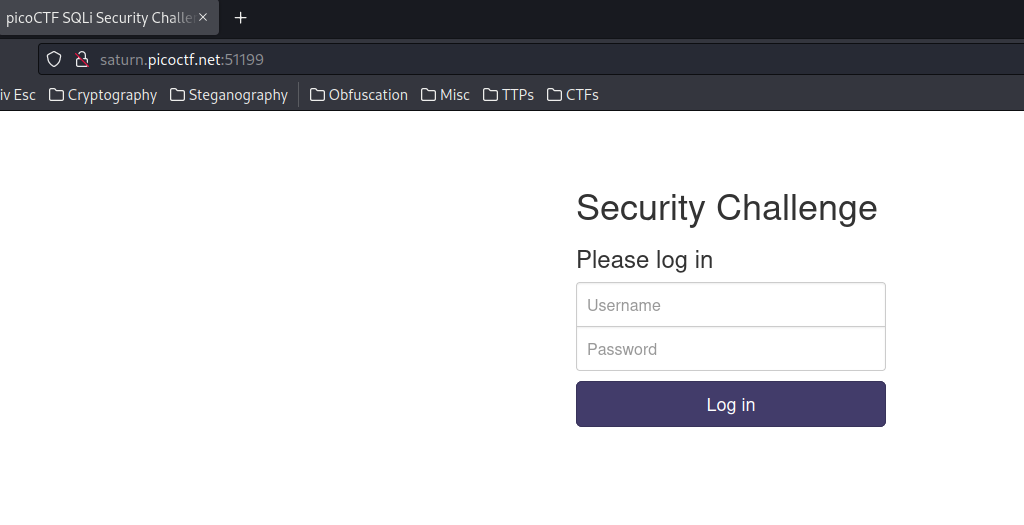 picoCTF SQLi Security Challe
saturn.picoctf.net:51199
iv Esc Cryptography Steganography Obfuscation Misc TTPs CTFs
Security Challenge
Please log in
Username
Password
Log in